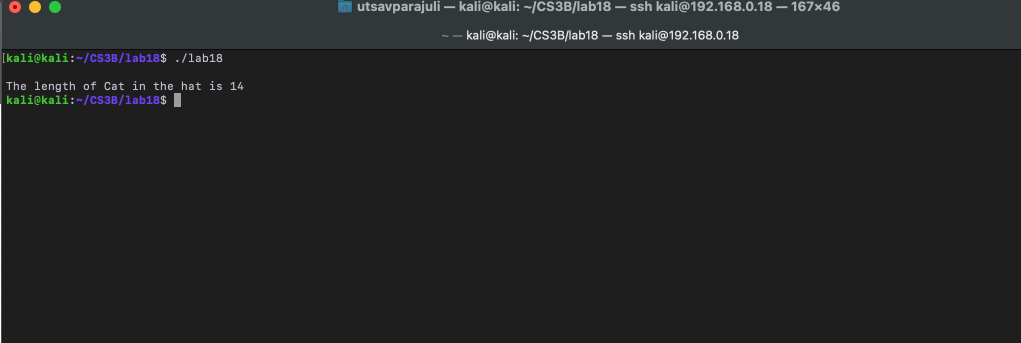 utsavparajuli — kali@kali: ~/CS3B/lab18 — ssh kali@192.168.0.18 — 167×46
~ — kali@kali: ~/CS3B/lab18 — ssh kali@192.168.0.18
[kali@kali:~/CS3B/lab18$ ./lab18
The length of Cat in the hat is 14
kali@kali:~/CS3B/lab18$